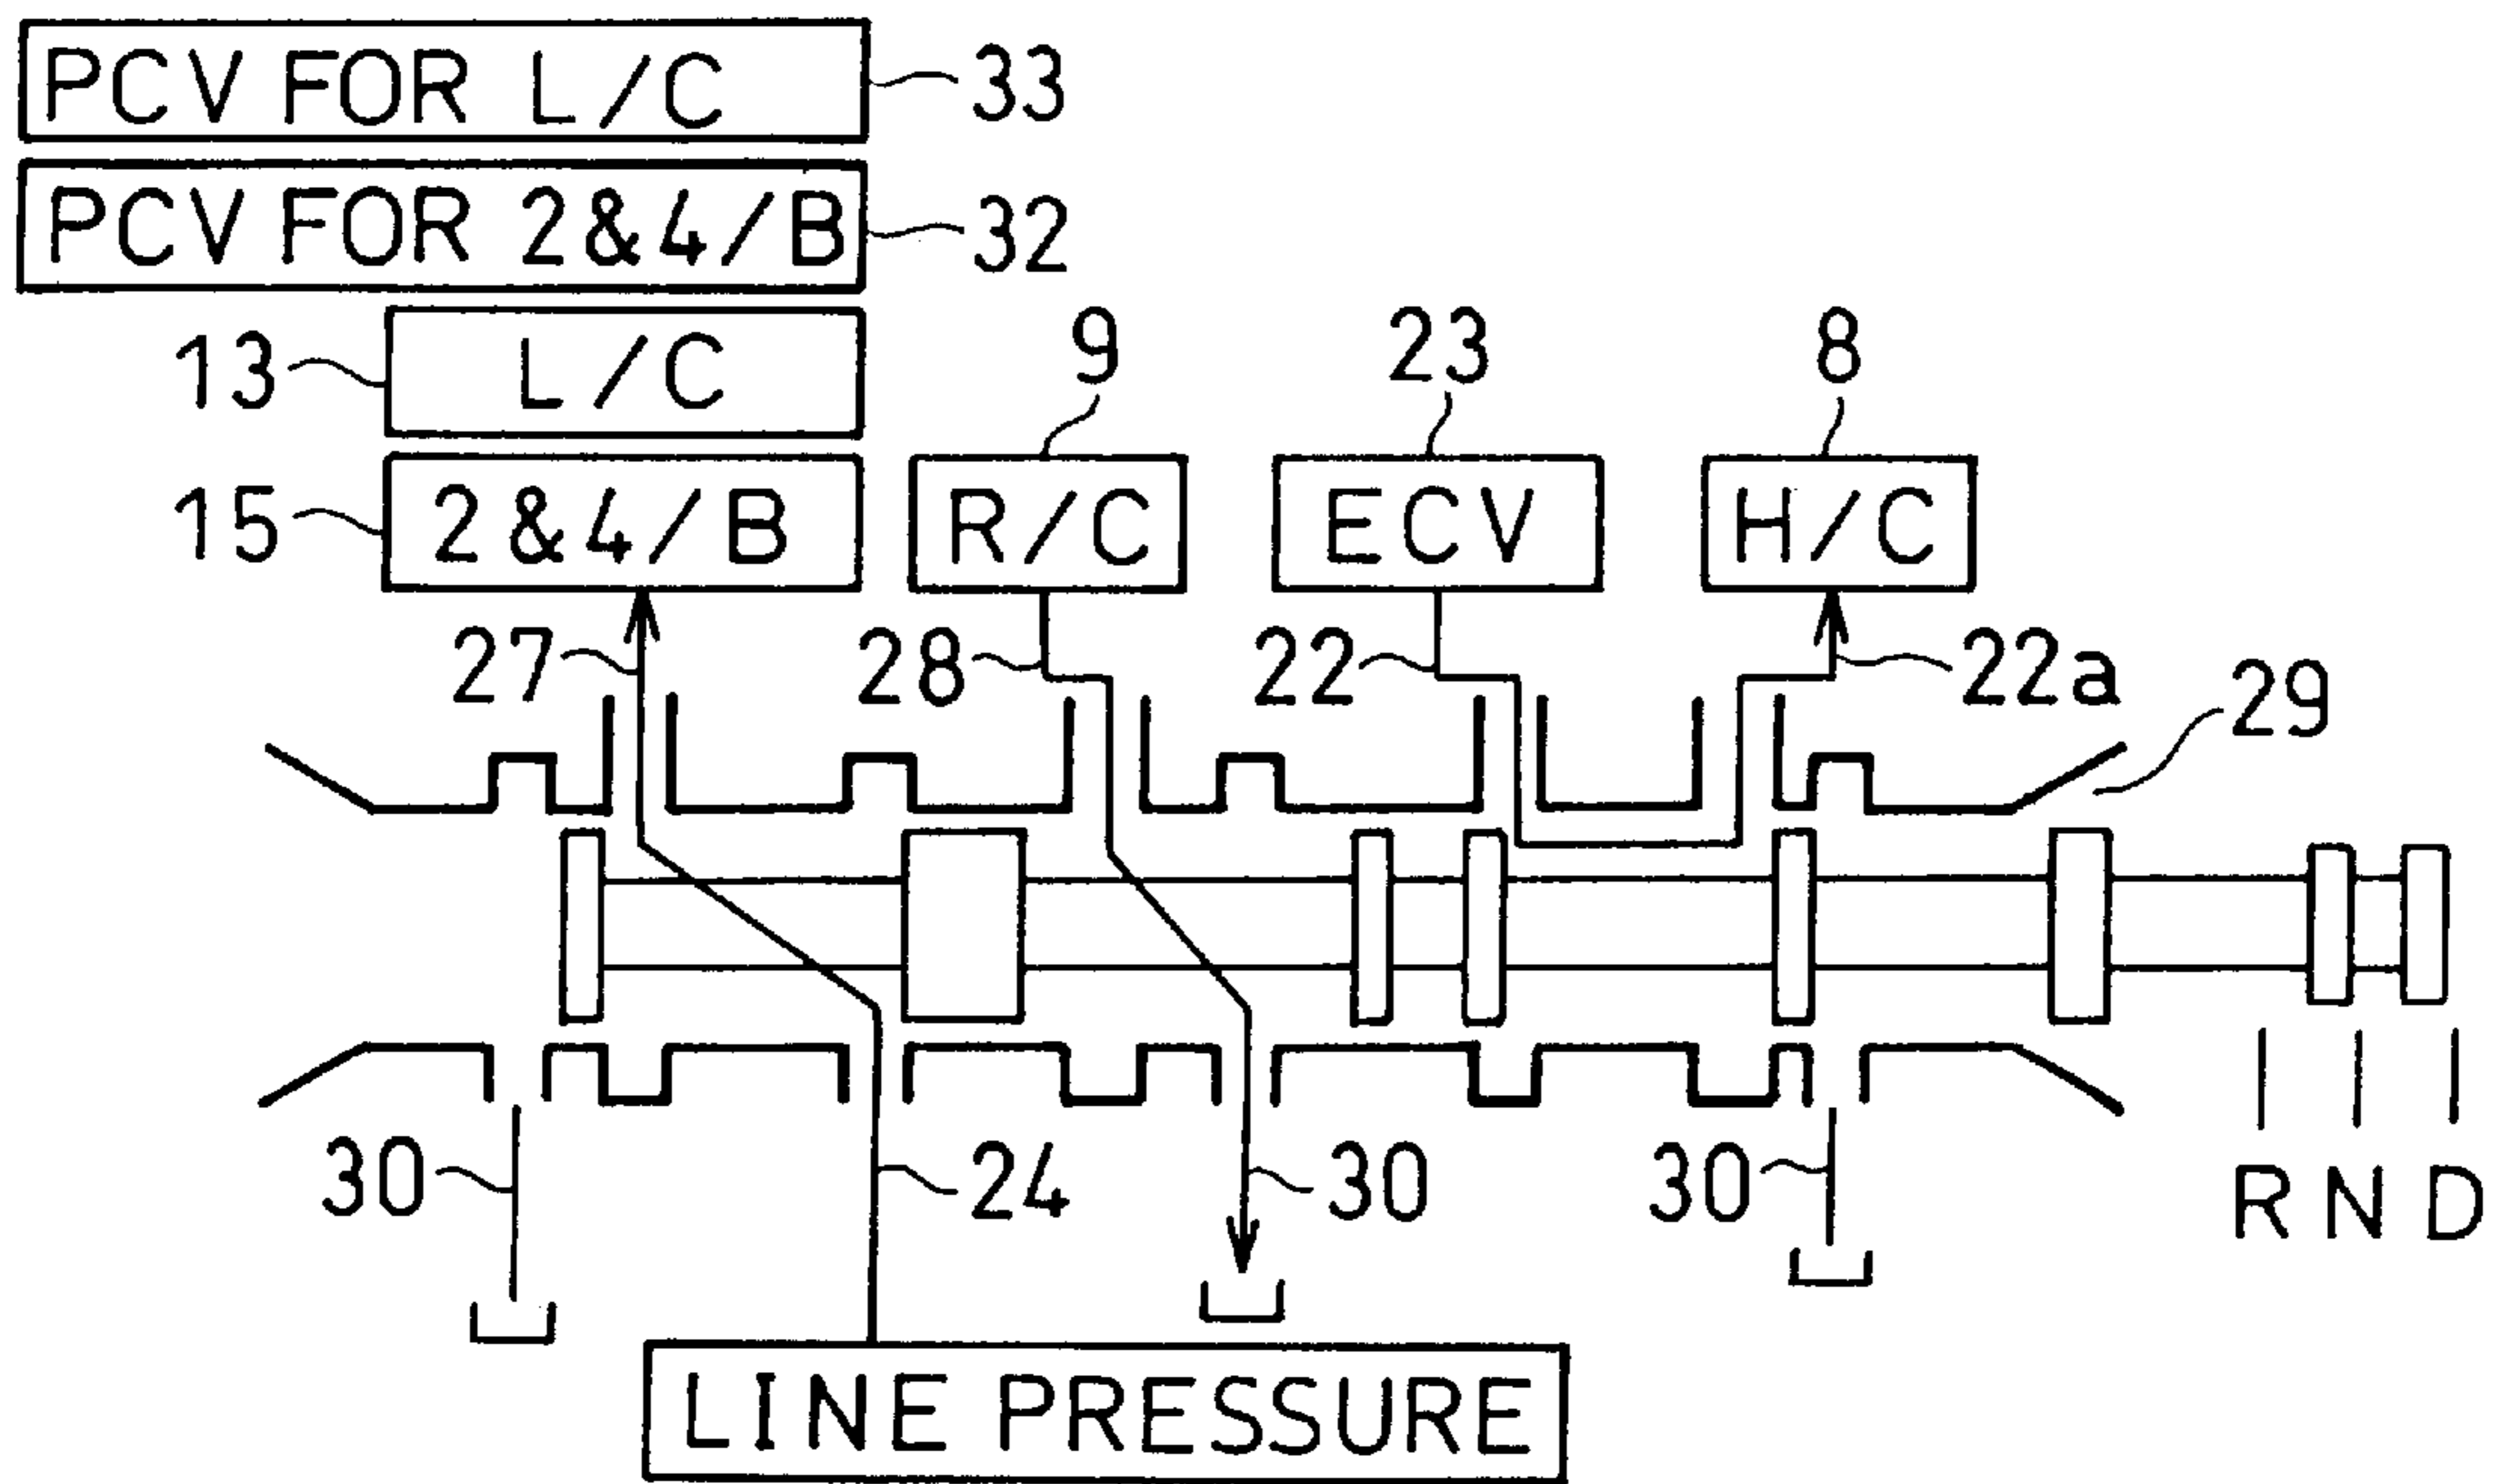 PCV FOR L/C 33
PCV FOR 2&4/B 32
13 L/C 9 23 8
15 2&4/B R/C ECV H/C
27 28 22 22a 29
30 24 30 30 R N D
LINE PRESSURE